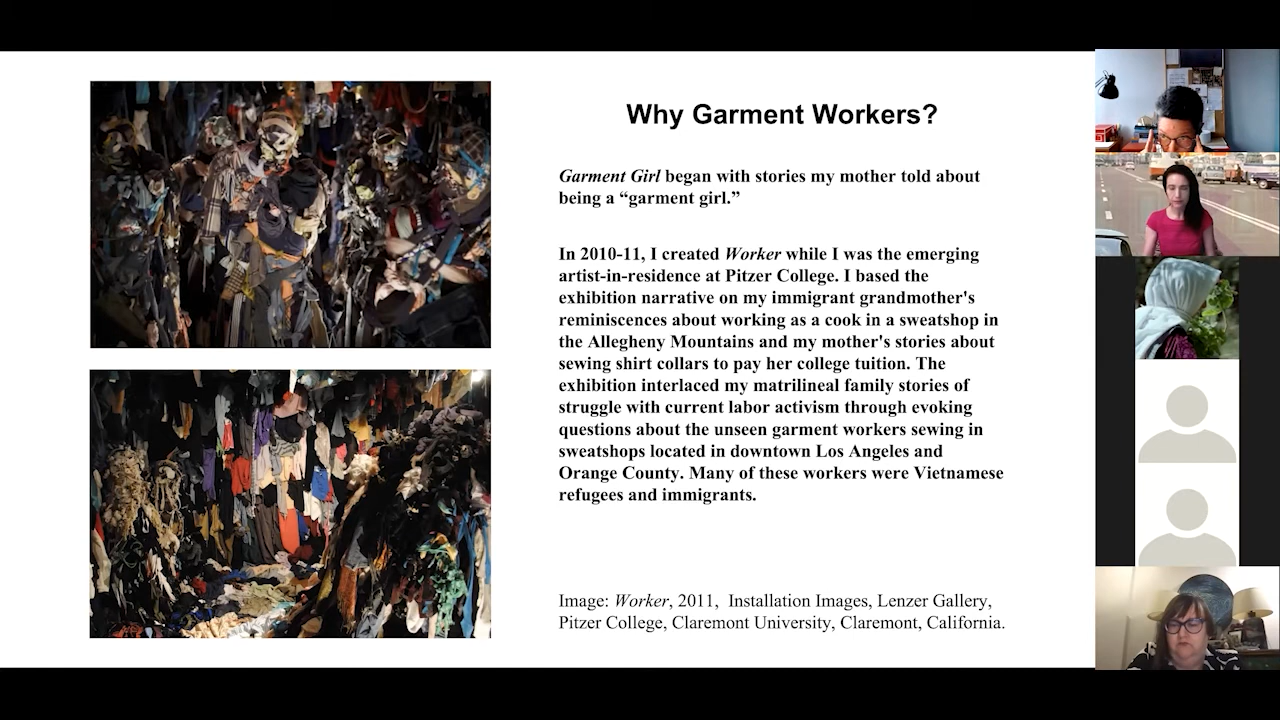 Why Garment Workers?
Garment Girl began with stories my mother told about
being a “garment girl.”
In 2010-11, I created Worker while I was the emerging
artist-in-residence at Pitzer College. I based the
exhibition narrative on my immigrant grandmother's
reminiscences about working as a cook in a sweatshop in
the Allegheny Mountains and my mother's stories about
sewing shirt collars to pay her college tuition. The
exhibition interlaced my matrilineal family stories of
struggle with current labor activism through evoking
questions about the unseen garment workers sewing in
sweatshops located in downtown Los Angeles and
Orange County. Many of these workers were Vietnamese
refugees and immigrants.
Image: Worker, 2011, Installation Images, Lenzer Gallery,
Pitzer College, Claremont University, Claremont, California.